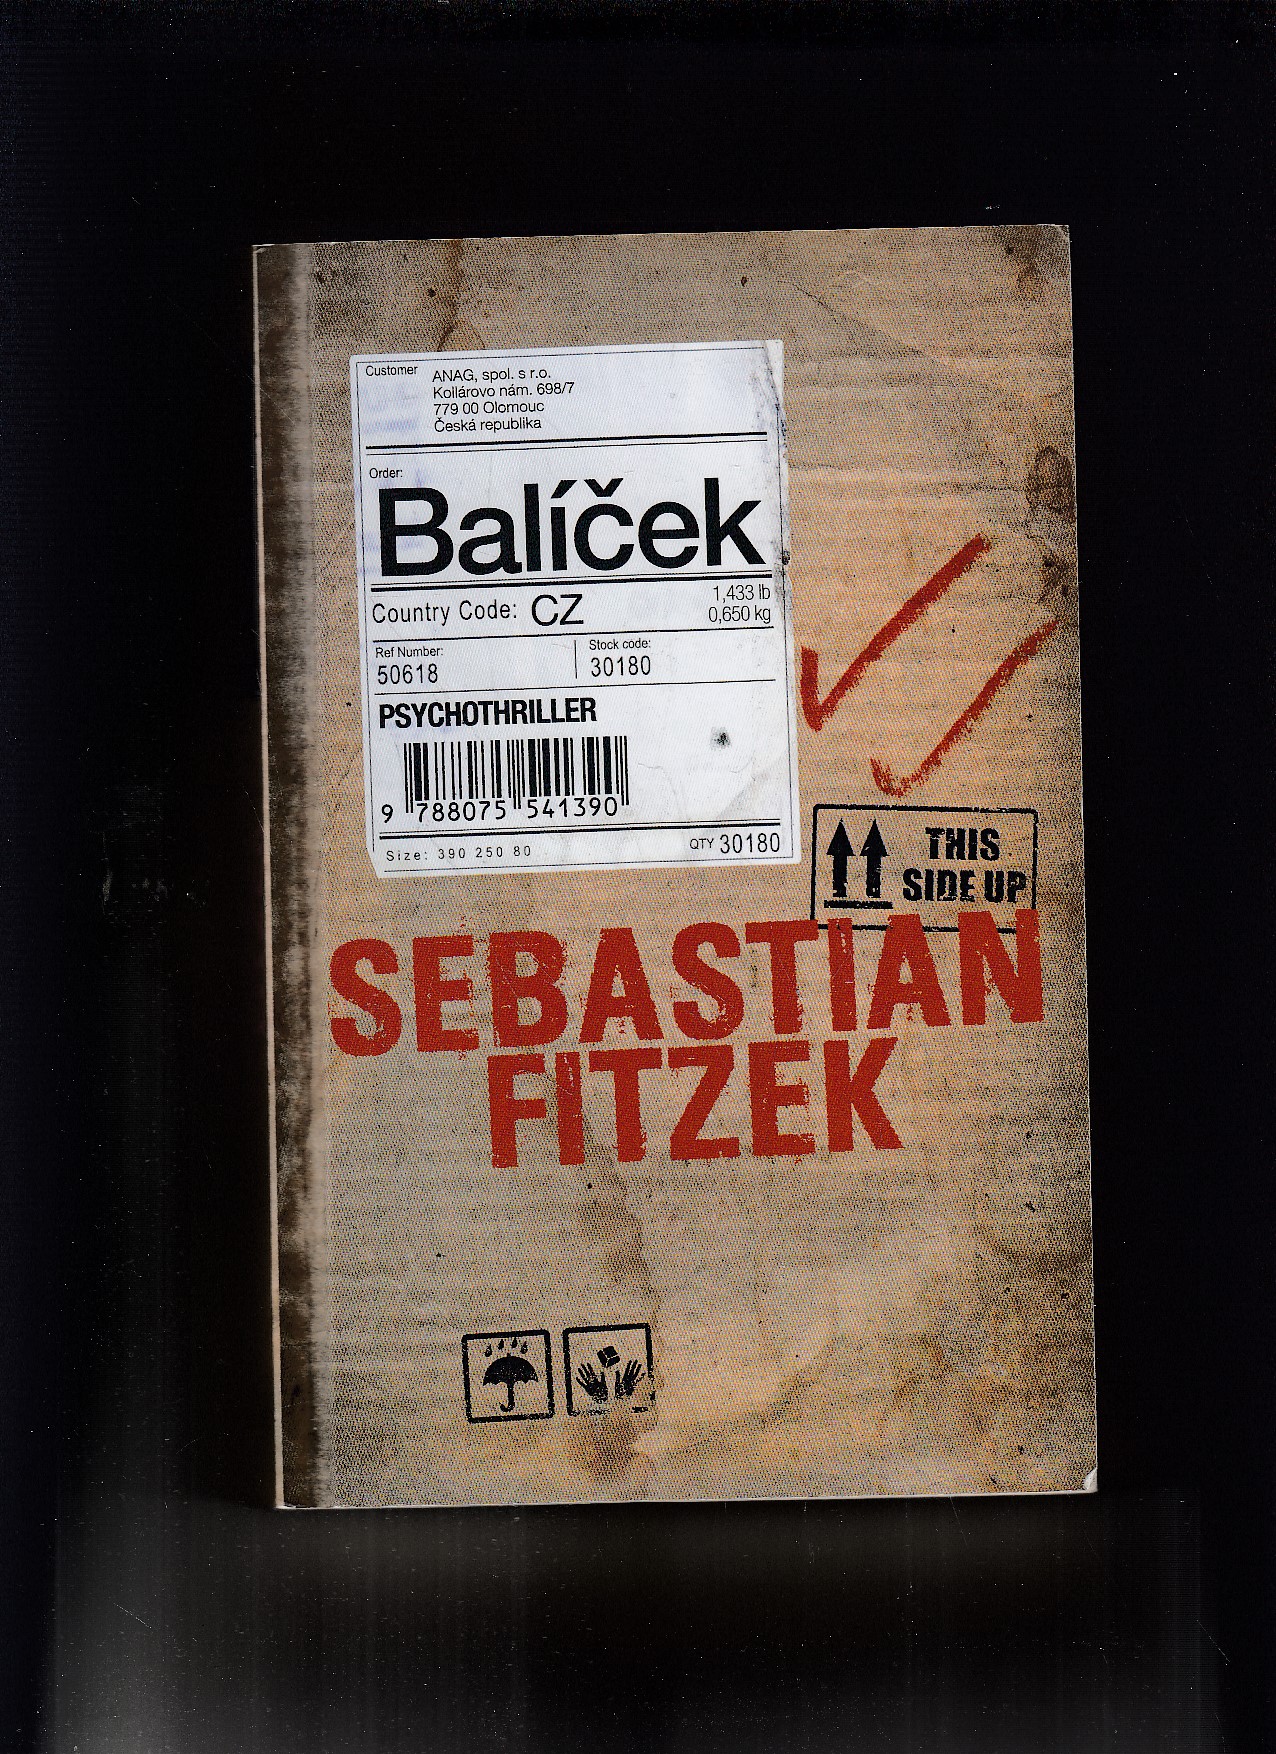 Customer
ANAG, spol. s r.o.
Kollárovo nám. 698/7
779 00 Olomouc
Česká republika
Order:
Balíček
Country Code: CZ
1,433 lb
0,650 kg
Ref Number:
50618
Stock code:
30180
PSYCHOTHRILLER
9 788075 541390
Size: 390 250 80
QTY 30180
THIS
SIDE UP
SEBASTIAN
FITZEK